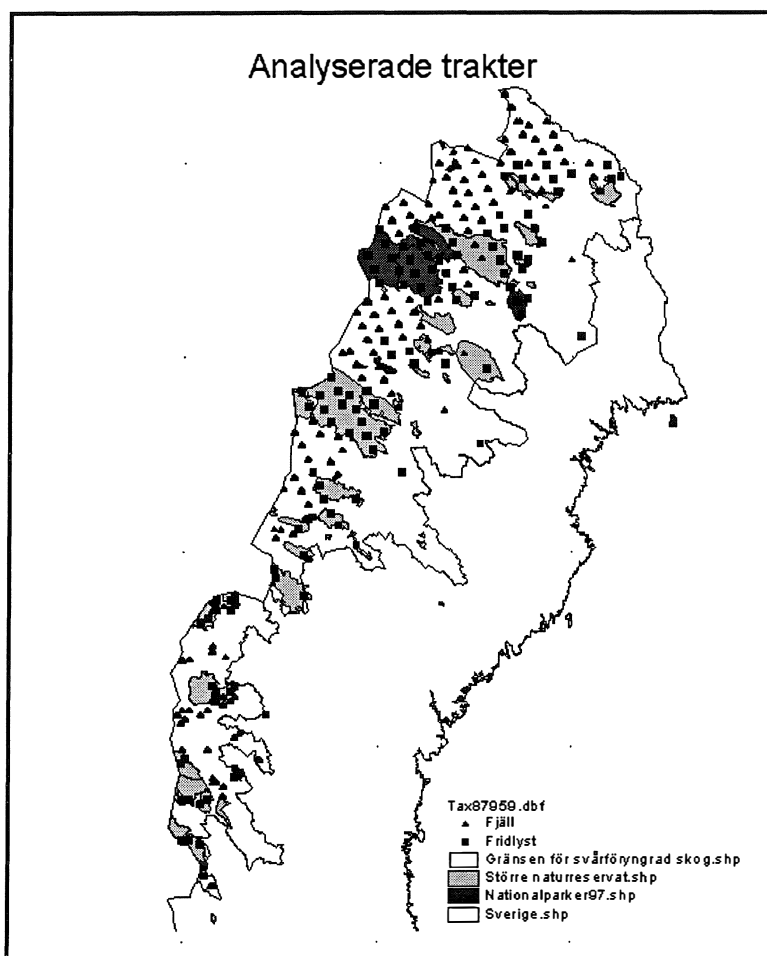 Analyserade trakter
Tax87959.dbf
Fjäll
Fridlyst
Gränsen för svårföryngrad skog.shp
Större naturreservat.shp
Nationalparker97.shp
Sverige.shp